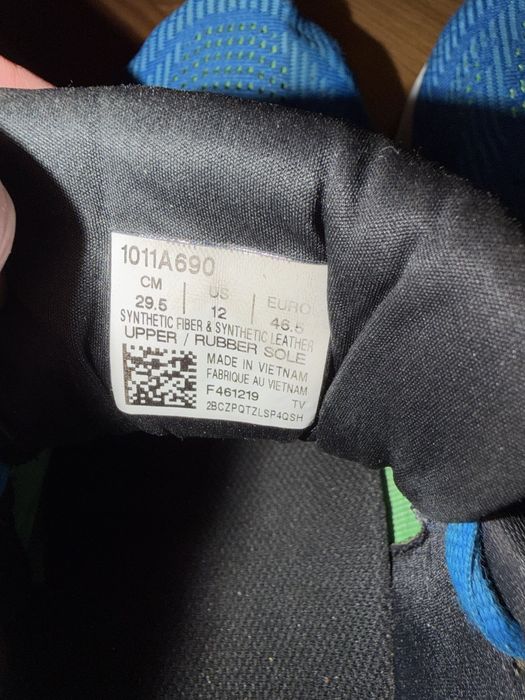 1011A690
CM | US | EURO
29.5 | 12 | 46.5
SYNTHETIC FIBER & SYNTHETIC LEATHER
UPPER / RUBBER SOLE
MADE IN VIETNAM
FABRIQUE AU VIETNAM
F461219 TV
2BCZPQTZLSP4QSH